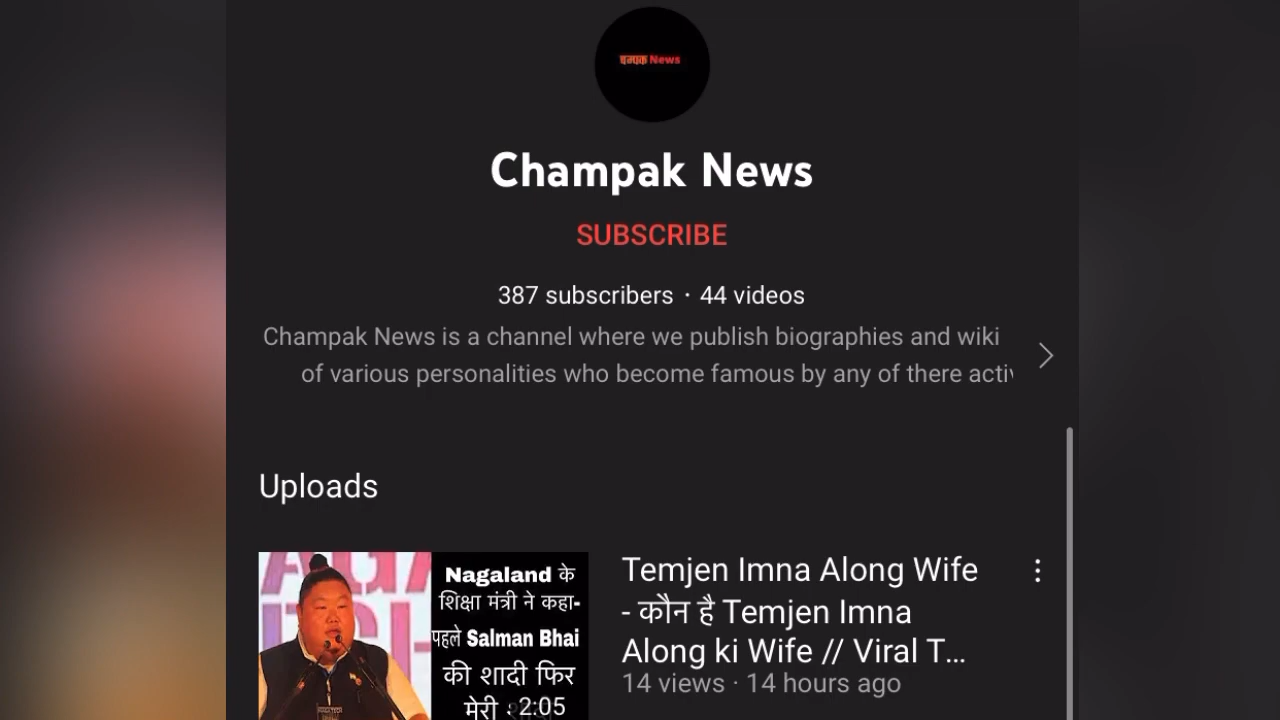 चम्पक News
Champak News
SUBSCRIBE
387 subscribers · 44 videos
Champak News is a channel where we publish biographies and wiki
of various personalities who become famous by any of there
Uploads
Nagaland के
शिक्षा मंत्री ने कहा-
पहले Salman Bhai
की शादी फिर
मेरी
2:05
Temjen Imna Along Wife
- कौन है Temjen Imna
Along ki Wife // Viral T...
14 views · 14 hours ago